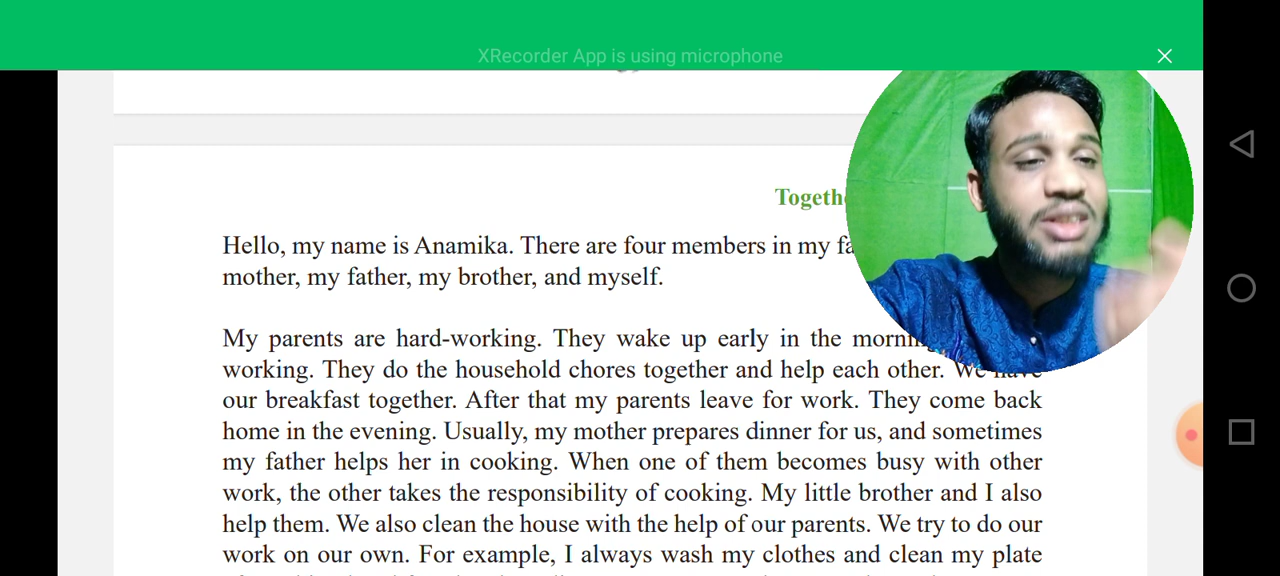 XRecorder App is using microphone
Togeth
Hello, my name is Anamika. There are four members in my fa
mother, my father, my brother, and myself.
My parents are hard-working. They wake up early in the morning
working. They do the household chores together and help each other. We have
our breakfast together. After that my parents leave for work. They come back
home in the evening. Usually, my mother prepares dinner for us, and sometimes
my father helps her in cooking. When one of them becomes busy with other
work, the other takes the responsibility of cooking. My little brother and I also
help them. We also clean the house with the help of our parents. We try to do our
work on our own. For example, I always wash my clothes and clean my plate